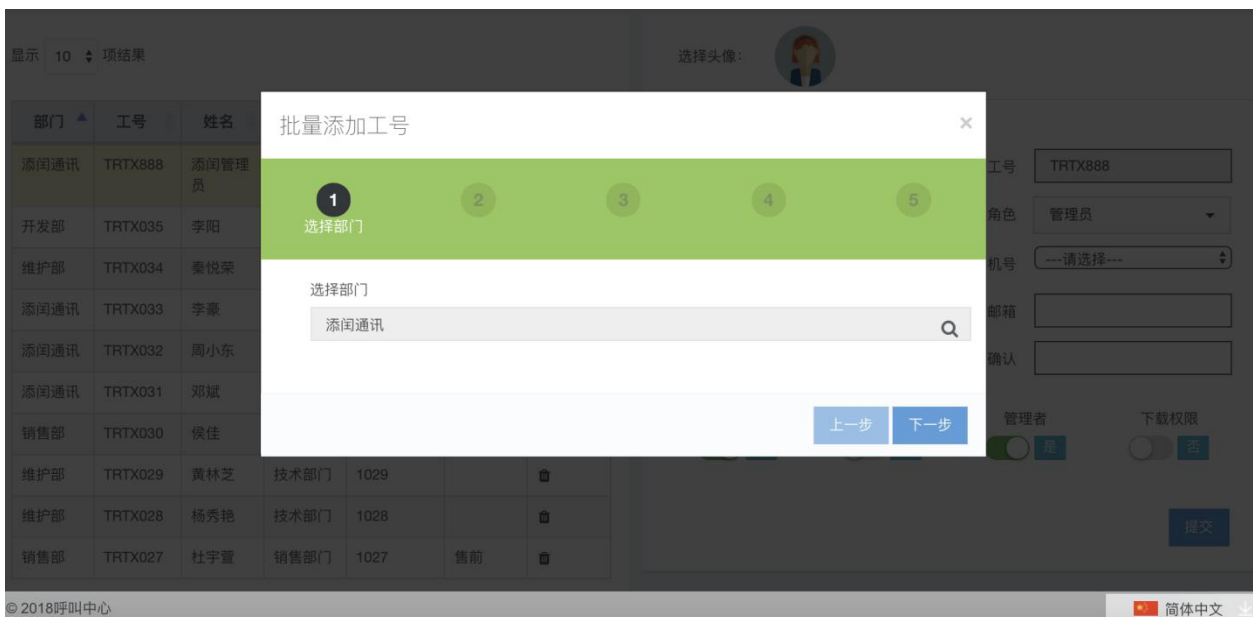 显示 10 项结果
选择头像：
部门 工号 姓名
批量添加工号 ×
添闰通讯 TRTX888 添闰管理员
工号 TRTX888
1 2 3 4 5
选择部门
角色 管理员
开发部 TRTX035 李阳
机号 ---请选择---
维护部 TRTX034 秦悦荣
选择部门
添闰通讯
邮箱
添闰通讯 TRTX033 李豪
确认
添闰通讯 TRTX032 周小东
添闰通讯 TRTX031 邓斌
上一步 下一步
管理者 下载权限
销售部 TRTX030 侯佳
是 否
维护部 TRTX029 黄林芝 技术部门 1029
维护部 TRTX028 杨秀艳 技术部门 1028
提交
销售部 TRTX027 杜宇萱 销售部门 1027 售前
© 2018呼叫中心
简体中文